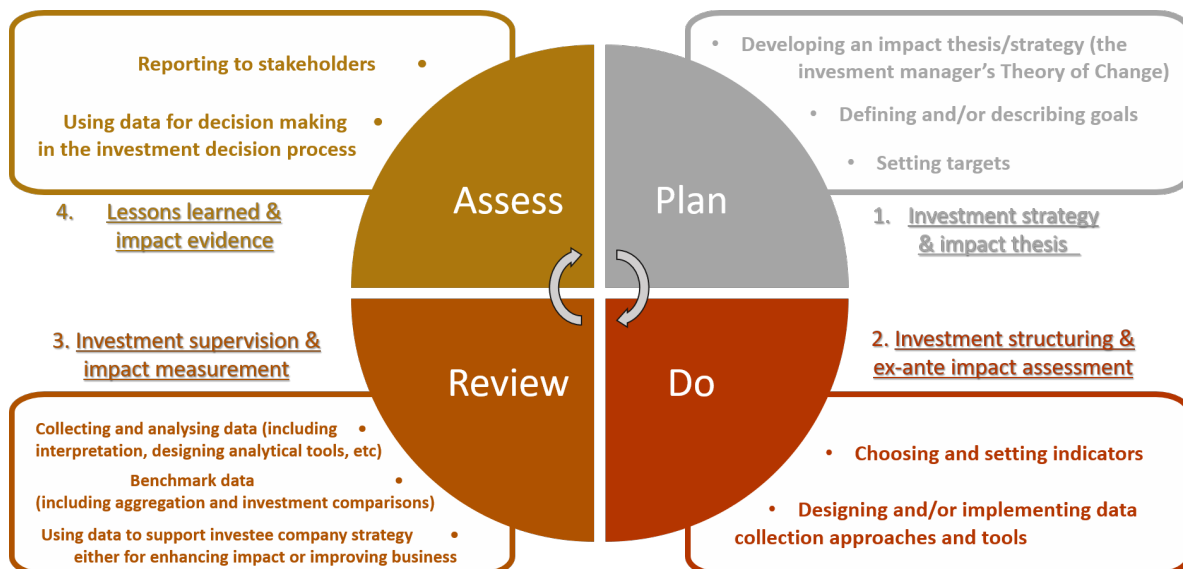 • Reporting to stakeholders
• Using data for decision making
in the investment decision process
4. Lessons learned &
impact evidence
Assess
• Developing an impact thesis/strategy (the
invesment manager's Theory of Change)
• Defining and/or describing goals
• Setting targets
Plan
1. Investment strategy
& impact thesis
3. Investment supervision &
impact measurement
Review
• Collecting and analysing data (including
interpretation, designing analytical tools, etc)
• Benchmark data
(including aggregation and investment comparisons)
• Using data to support investee company strategy
either for enhancing impact or improving business
2. Investment structuring &
ex-ante impact assessment
Do
• Choosing and setting indicators
• Designing and/or implementing data
collection approaches and tools